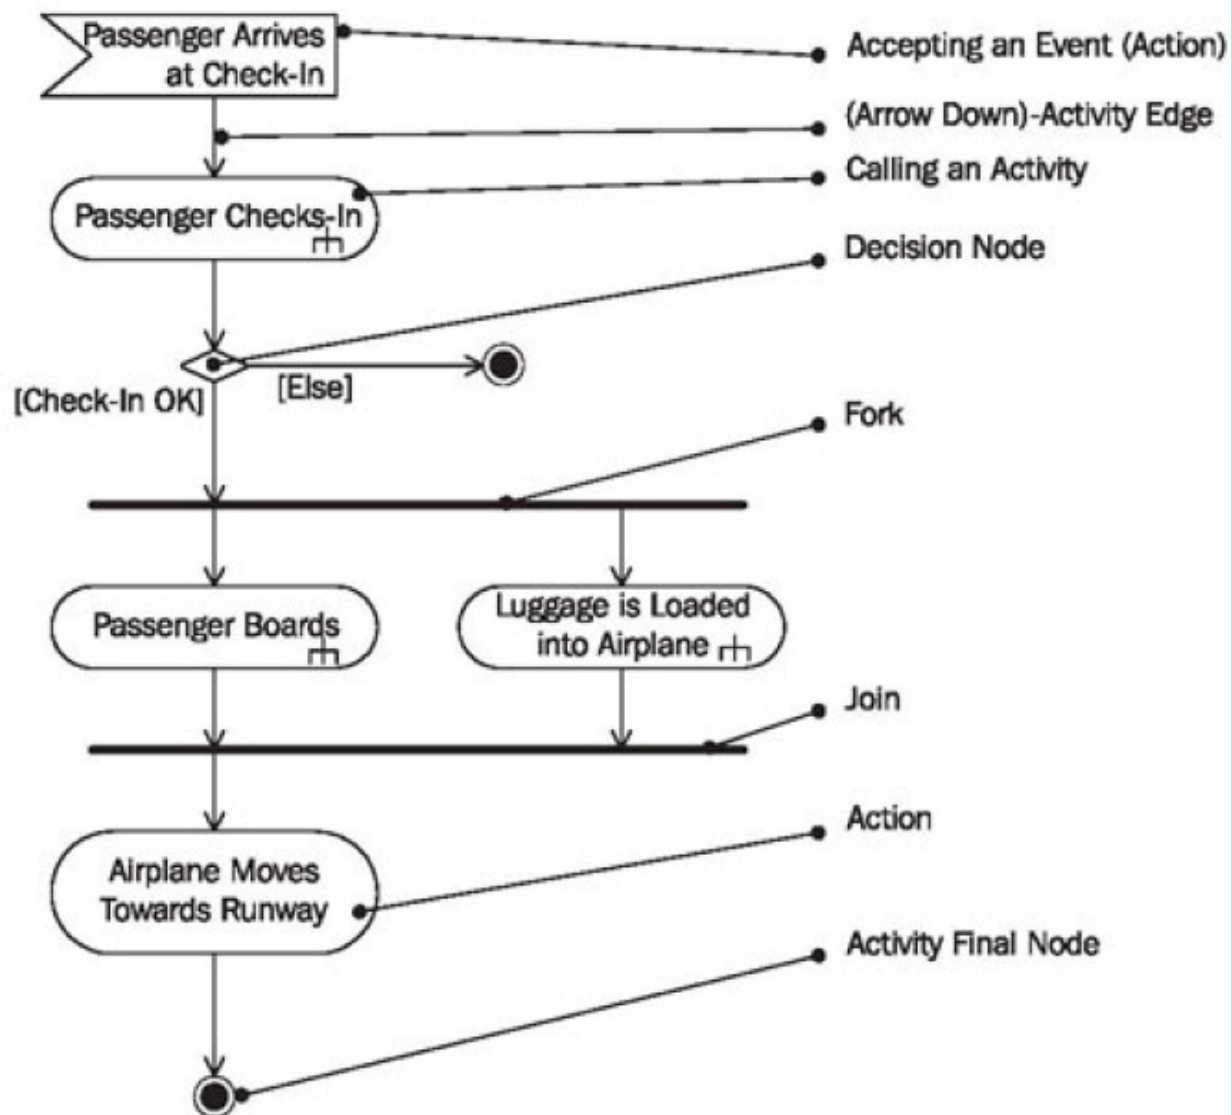 Passenger Arrives
at Check-In
Accepting an Event (Action)
(Arrow Down)-Activity Edge
Calling an Activity
Passenger Checks-In
Decision Node
[Check-In OK]
[Else]
Fork
Passenger Boards
Luggage is Loaded
into Airplane
Join
Action
Airplane Moves
Towards Runway
Activity Final Node